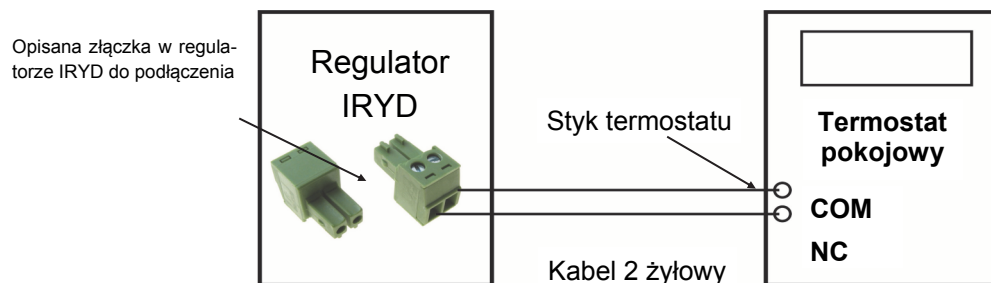 Opisana złączka w regula-
torze IRYD do podłączenia
Regulator
IRYD
Styk termostatu
Kabel 2 żyłowy
Termostat
pokojowy
COM
NC